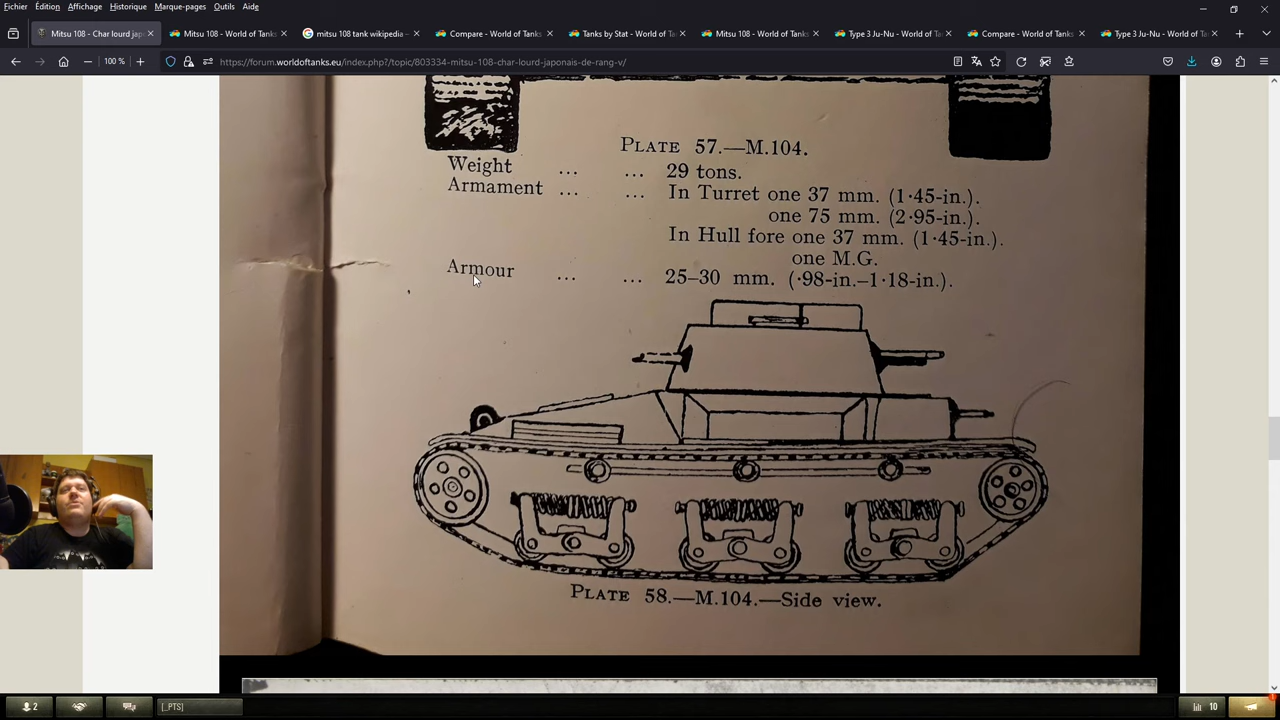 Fichier Édition Affichage Historique Marque-pages Outils Aide
Mitsu 108 - Char lourd jap
Mitsu 108 - World of Tanks
mitsu 108 tank wikipedia -
Compare - World of Tanks
Tanks by Stat - World of Tan
Mitsu 108 - World of Tanks
Type 3 Ju-Nu - World of Tan
Compare - World of Tanks
Type 3 Ju-Nu - World of Tan
100 %
https://forum.worldoftanks.eu/index.php?/topic/803334-mitsu-108-char-lourd-japonais-de-rang-v/
PLATE 57.—M.104.
Weight ... ... 29 tons.
Armament ... ... In Turret one 37 mm. (1·45-in.).
one 75 mm. (2·95-in.).
In Hull fore one 37 mm. (1·45-in.).
one M.G.
Armour ... ... 25–30 mm. (·98-in.–1·18-in.).
PLATE 58.—M.104.—Side view.
2
[_PTS]
10
1